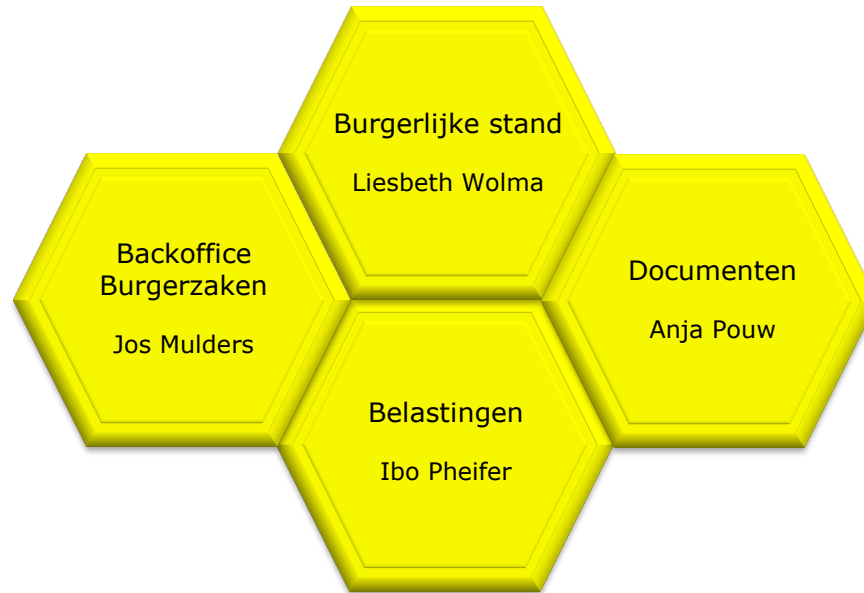 Burgerlijke stand
Liesbeth Wolma
Backoffice
Burgerzaken
Jos Mulders
Documenten
Anja Pouw
Belastingen
Ibo Pheifer